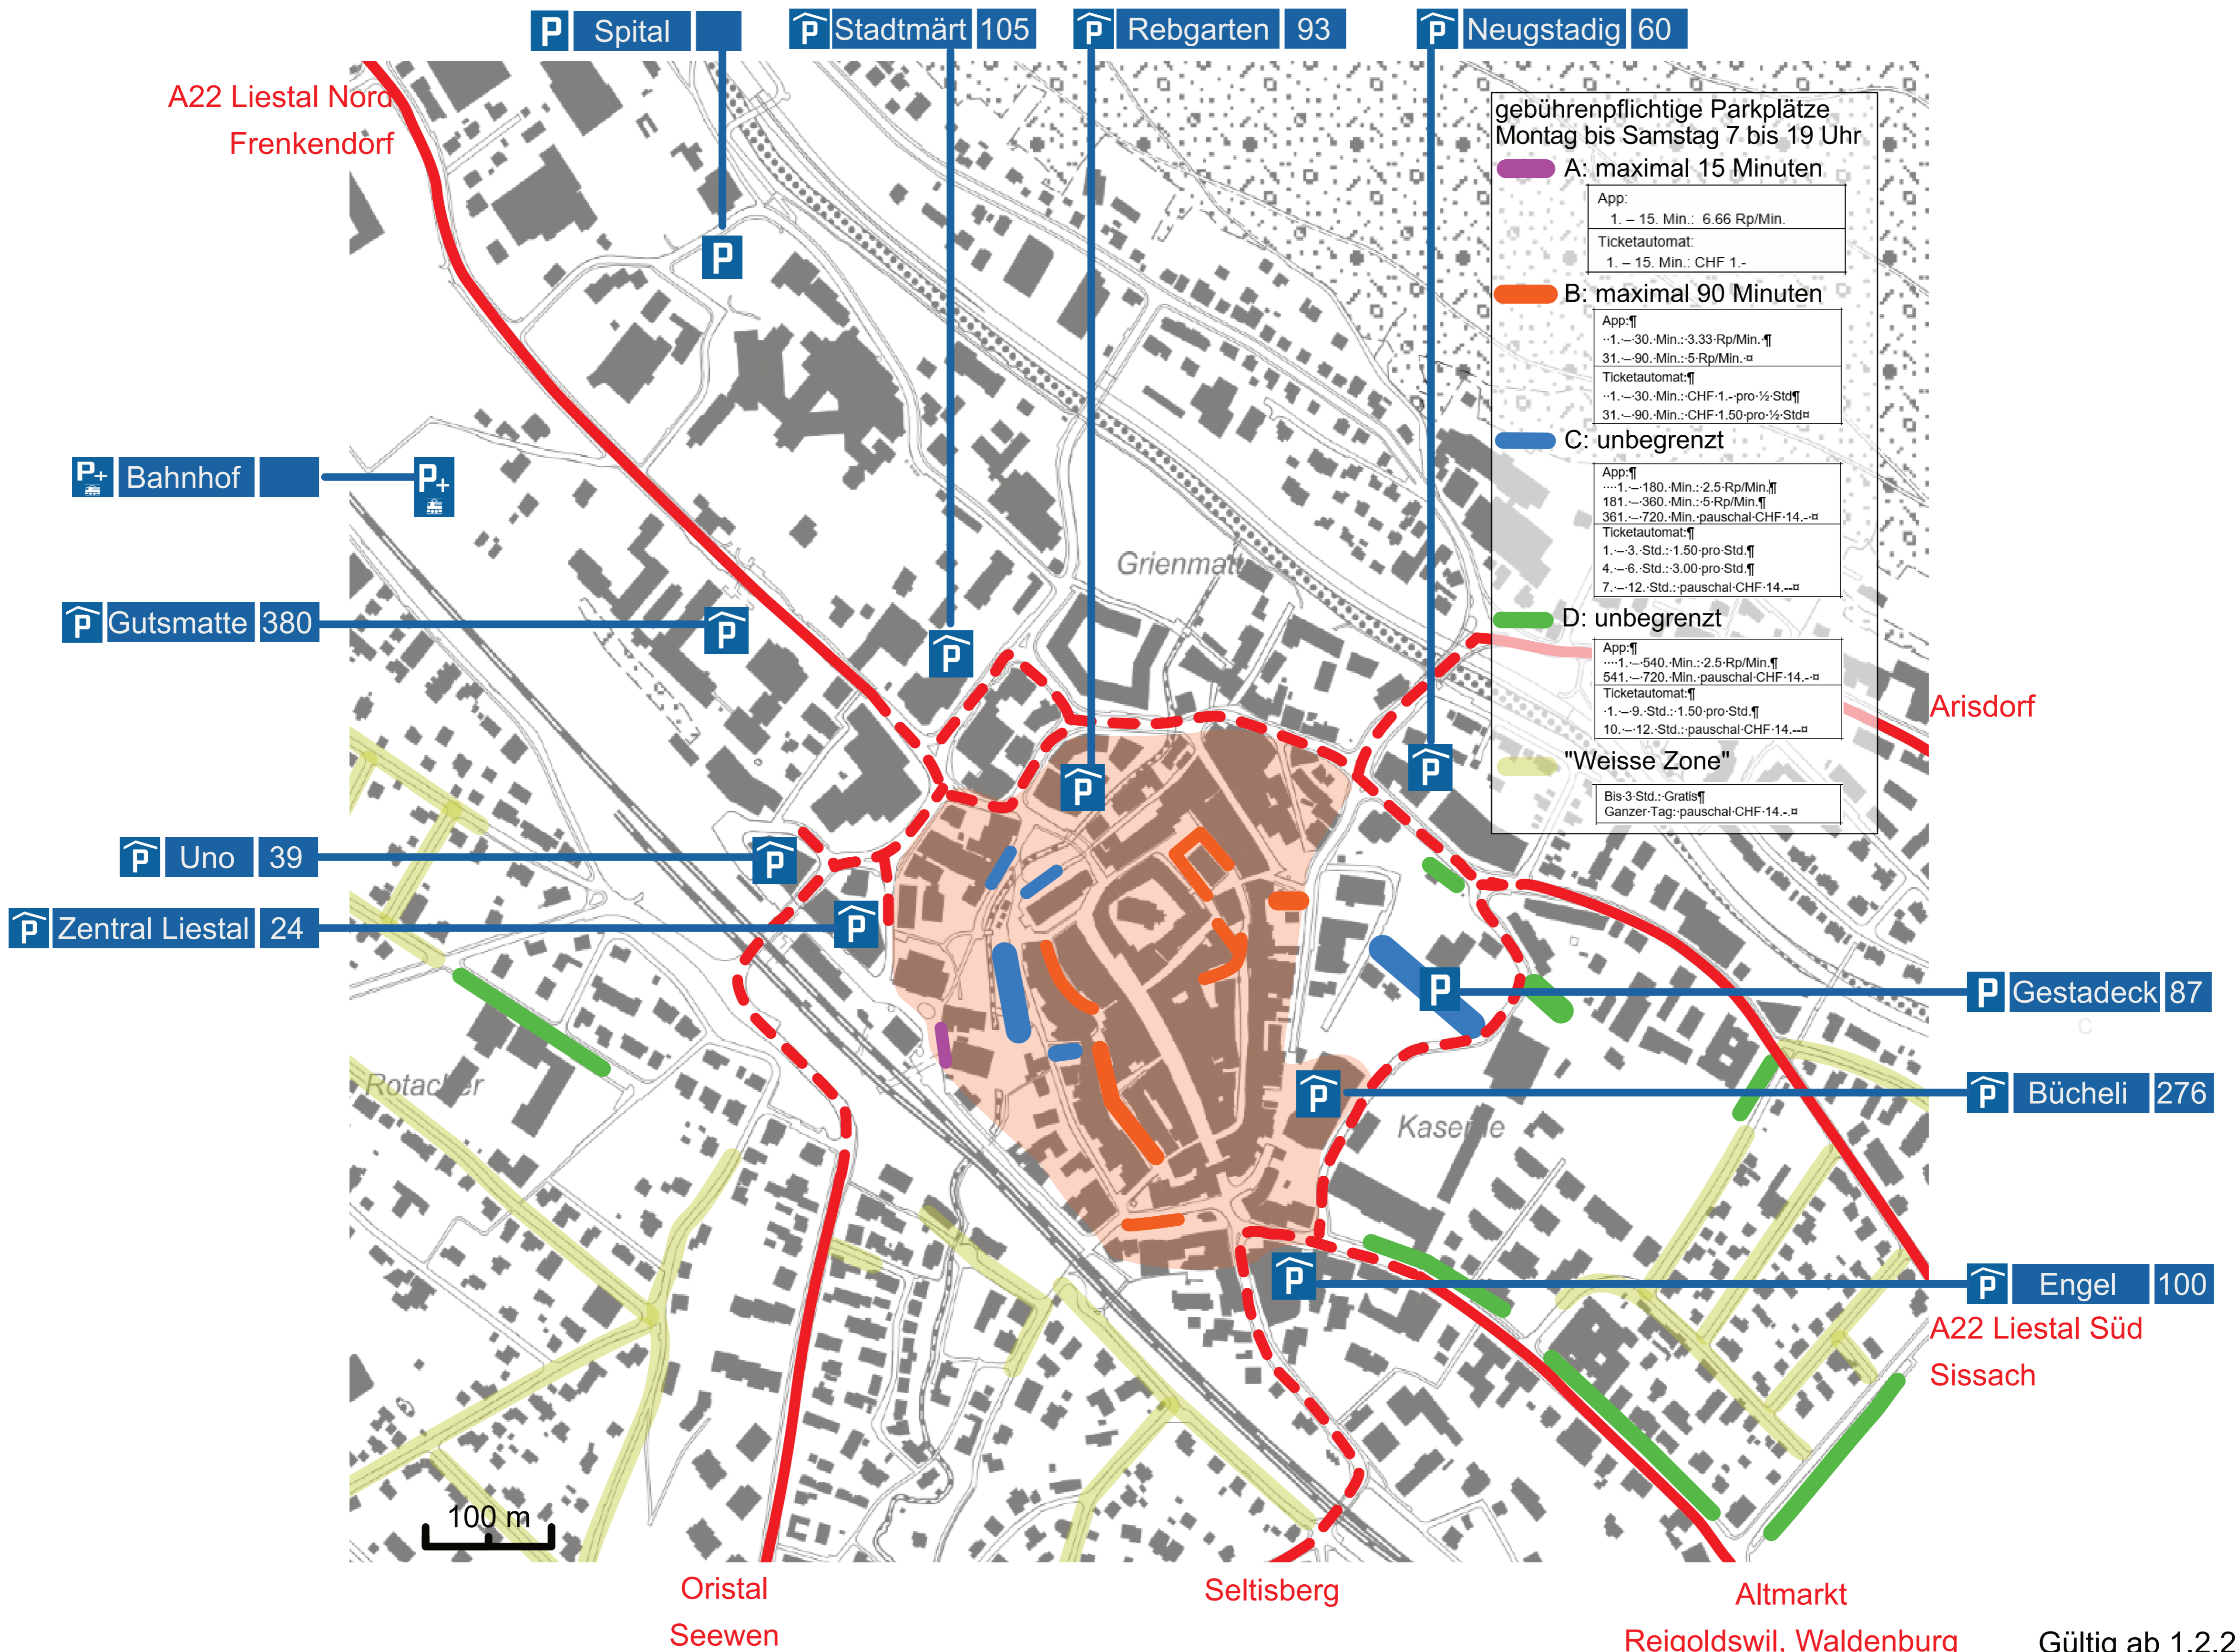 P Spital
P Stadtmärt 105
P Rebgarten 93
P Neugstadig 60
A22 Liestal Nord
Frenkendorf
gebührenpflichtige Parkplätze
Montag bis Samstag 7 bis 19 Uhr
A: maximal 15 Minuten
App:
1. – 15. Min.: 6.66 Rp/Min.
Ticketautomat:
1. – 15. Min.: CHF 1.-
B: maximal 90 Minuten
App:¶
··1.·–·30.·Min.:·3.33·Rp/Min.·¶
31.·–·90.·Min.:·5·Rp/Min.·¤
Ticketautomat:¶
··1.·–·30.·Min.:·CHF·1.-·pro·½·Std¶
31.·–·90.·Min.:·CHF·1.50·pro·½·Std¤
C: unbegrenzt
App:¶
····1.·–·180.·Min.:·2.5·Rp/Min.¶
181.·–·360.·Min.:·5·Rp/Min.¶
361.·–·720.·Min.·pauschal·CHF·14.-·¤
Ticketautomat:¶
1.·–·3.·Std.:·1.50·pro·Std.¶
4.·–·6.·Std.:·3.00·pro·Std.¶
7.·–·12.·Std.:·pauschal·CHF·14.--¤
D: unbegrenzt
App:¶
····1.·–·540.·Min.:·2.5·Rp/Min.¶
541.·–·720.·Min.·pauschal·CHF·14.-·¤
Ticketautomat:¶
·1.·–·9.·Std.:·1.50·pro·Std.¶
10.·–·12.·Std.:·pauschal·CHF·14.--¤
"Weisse Zone"
Bis·3·Std.:·Gratis¶
Ganzer·Tag:·pauschal·CHF·14.-.¤
P
P+ Bahnhof
P+
Grienmatt
P Gutsmatte 380
P
P
Arisdorf
P
P
P Uno 39
P
P Zentral Liestal 24
P
P
P Gestadeck 87
C
Rotacher
P
P Bücheli 276
Kaserne
P
P Engel 100
A22 Liestal Süd
Sissach
100 m
Oristal
Seewen
Seltisberg
Altmarkt
Reigoldswil, Waldenburg
Gültig ab 1.2.2